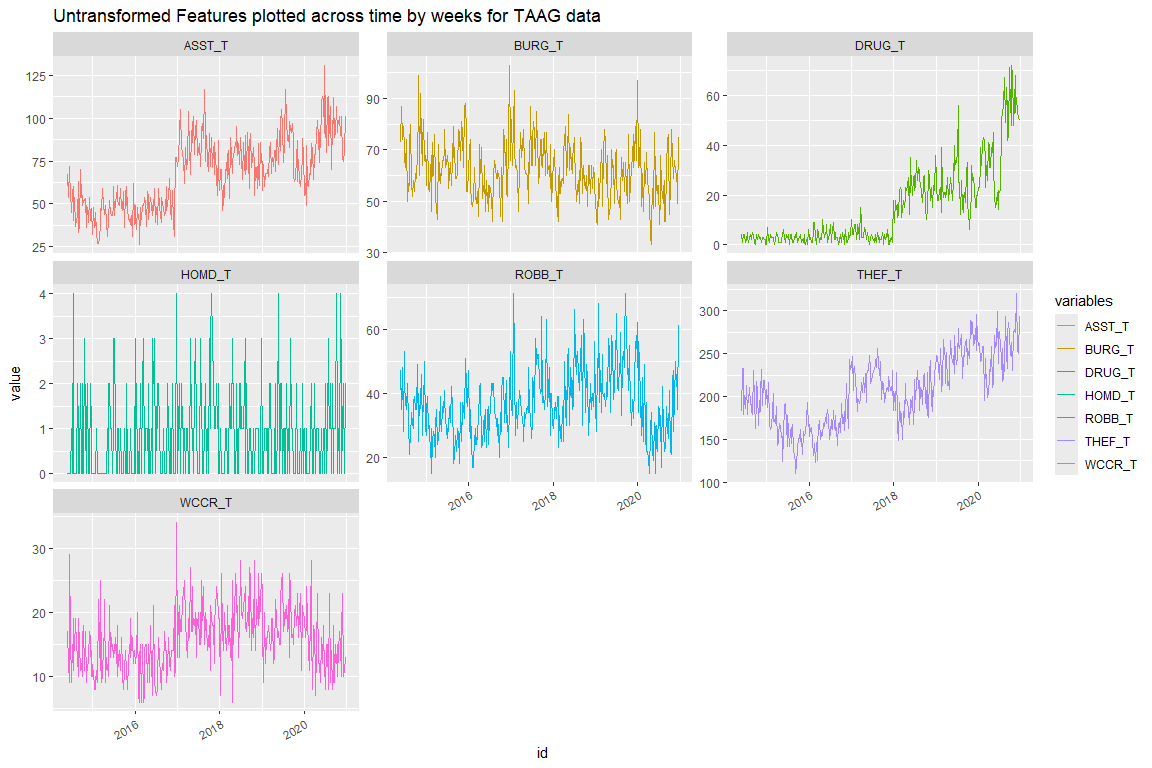 Untransformed Features plotted across time by weeks for TAAG data
ASST_T
BURG_T
DRUG_T
125
100
75
50
25
90
70
50
30
60
40
20
0
HOMD_T
ROBB_T
THEF_T
4
3
2
1
0
60
40
20
300
250
200
150
100
2016
2018
2020
2016
2018
2020
WCCR_T
30
20
10
2016
2018
2020
value
id
variables
ASST_T
BURG_T
DRUG_T
HOMD_T
ROBB_T
THEF_T
WCCR_T